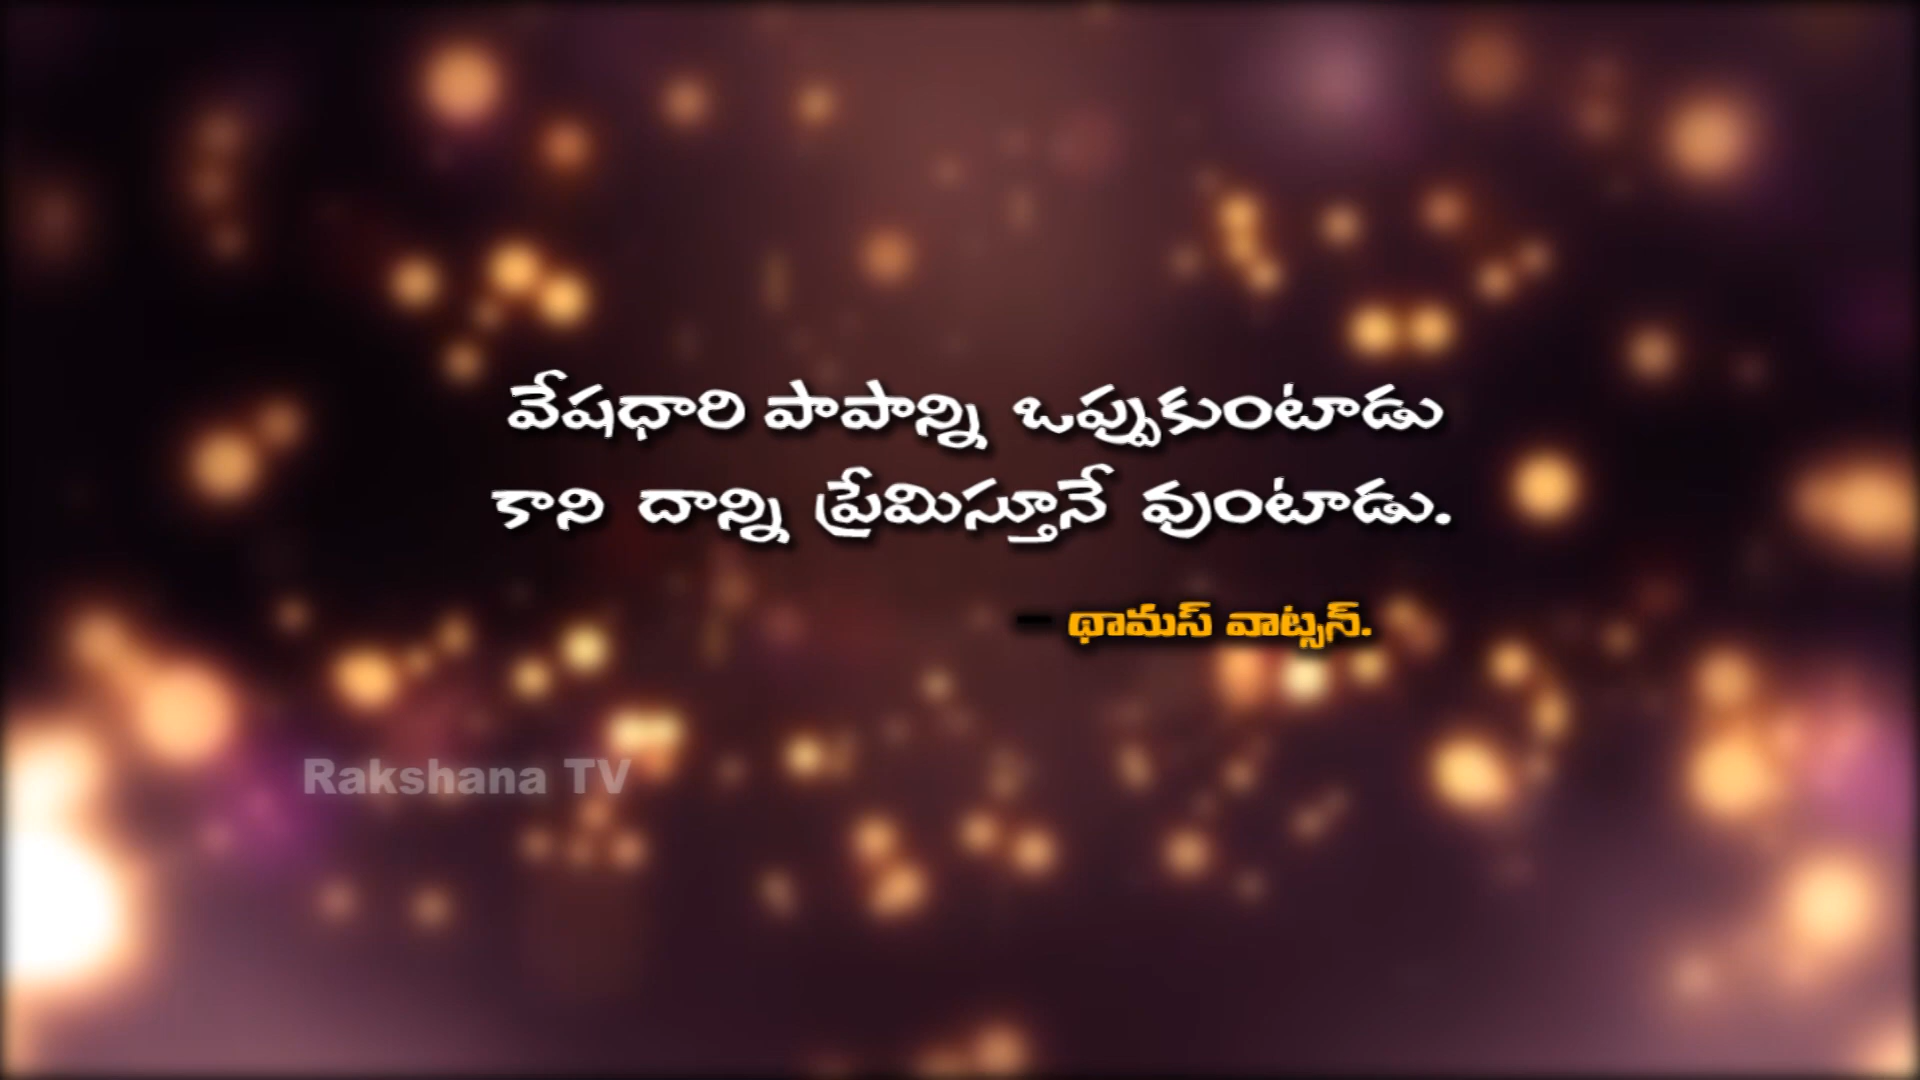 వేషధారి పాపాన్ని ఒప్పుకుంటాడు
కాని దాన్ని ప్రేమిస్తూనే వుంటాడు.
- థామస్ వాట్సన్.
Rakshana TV